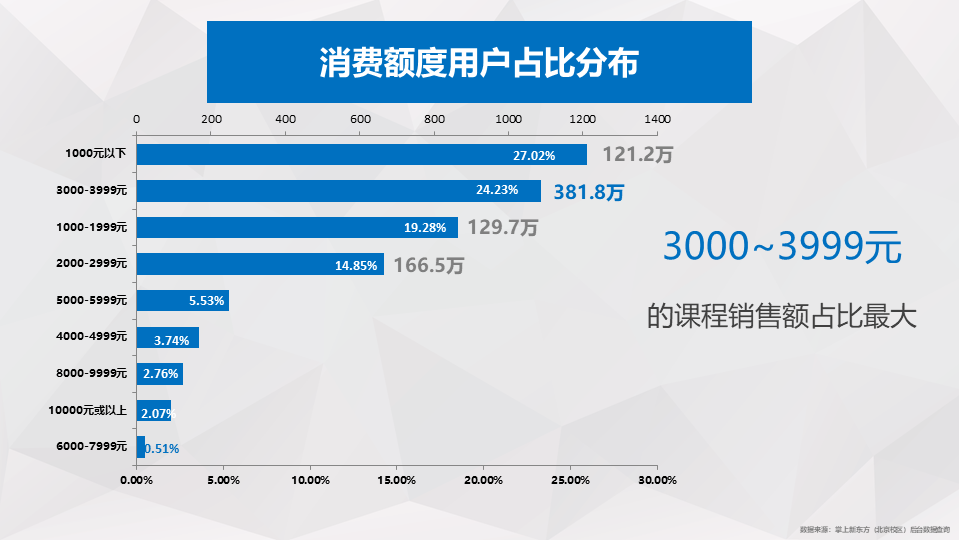 消费额度用户占比分布
0 200 400 600 800 1000 1200 1400
1000元以下 27.02% 121.2万
3000-3999元 24.23% 381.8万
1000-1999元 19.28% 129.7万
2000-2999元 14.85% 166.5万
5000-5999元 5.53%
4000-4999元 3.74%
8000-9999元 2.76%
10000元或以上 2.07%
6000-7999元 0.51%
0.00% 5.00% 10.00% 15.00% 20.00% 25.00% 30.00%
3000~3999元
的课程销售额占比最大
数据来源：掌上新东方（北京校区）后台数据查询